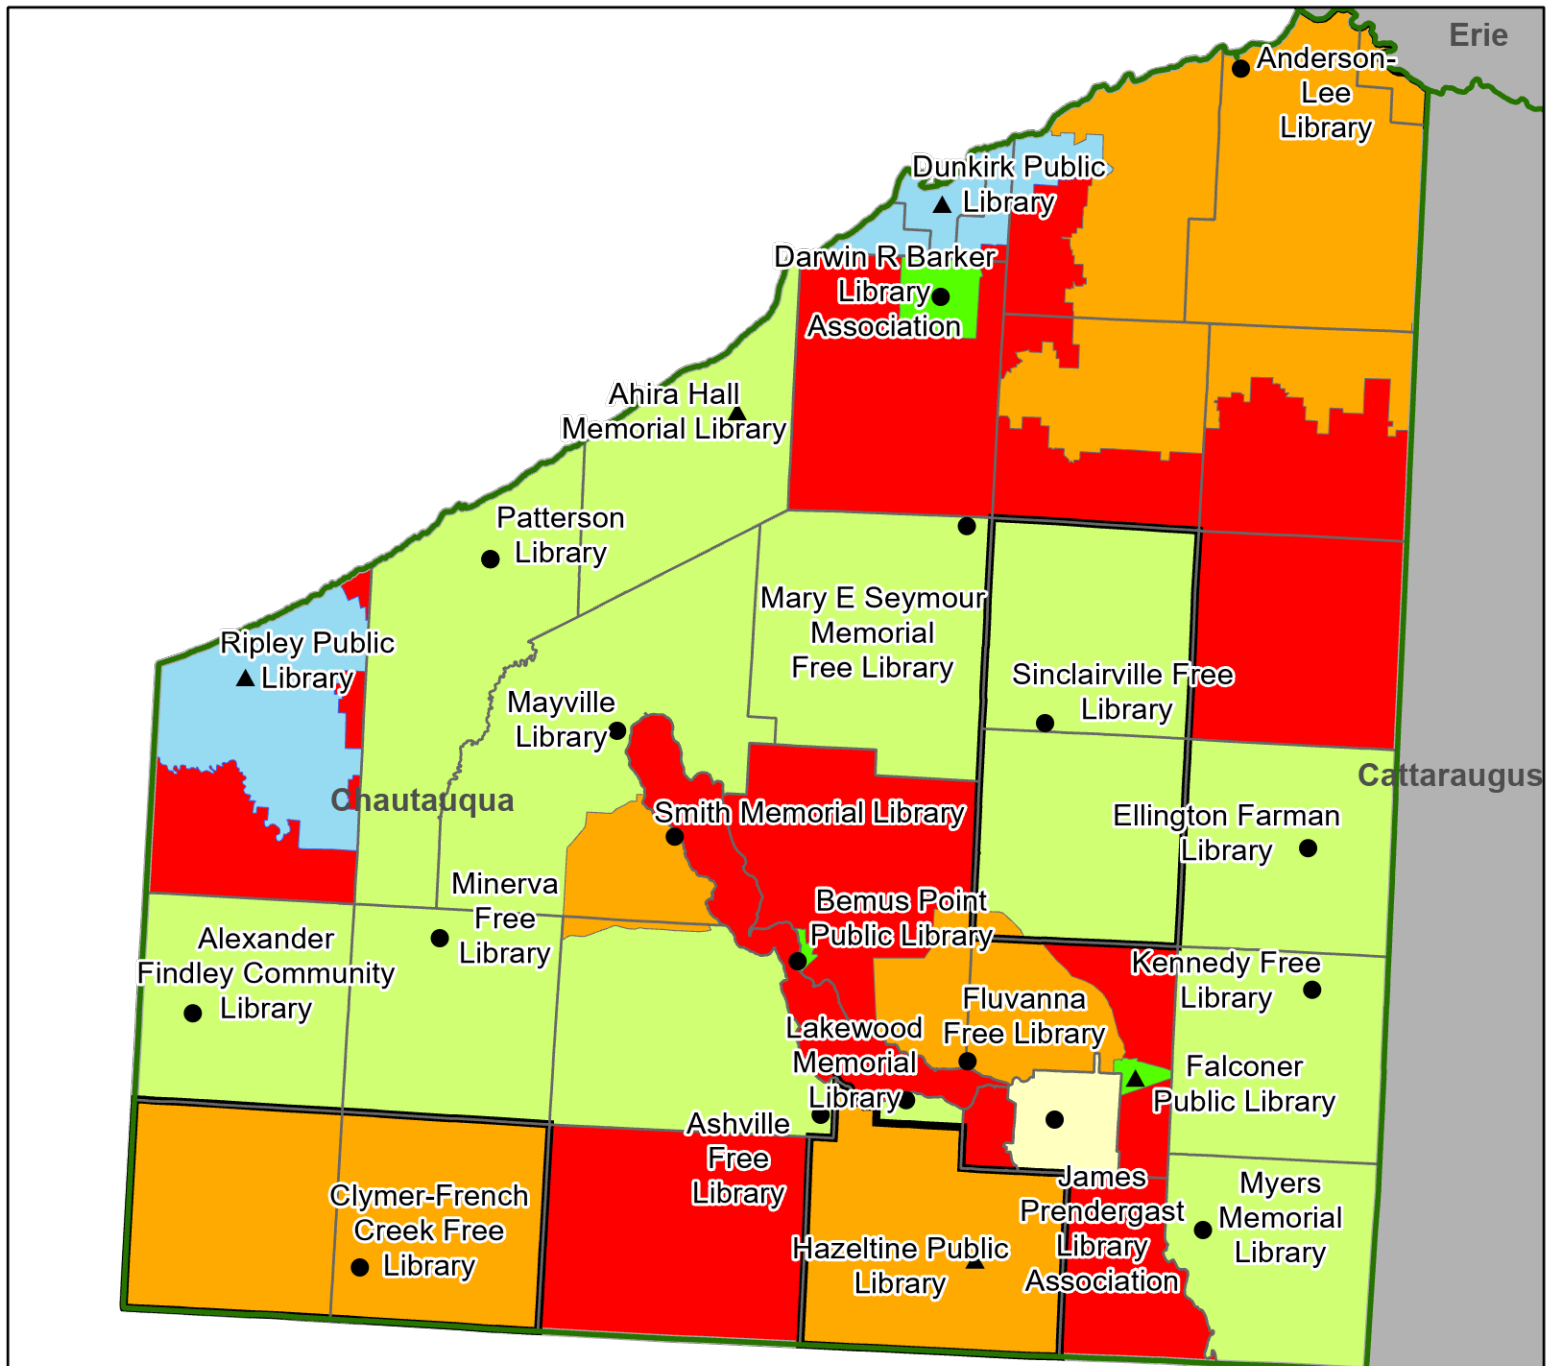 Erie
Anderson-
Lee
Library
Dunkirk Public
Library
Darwin R Barker
Library
Association
Ahira Hall
Memorial Library
Patterson
Library
Mary E Seymour
Memorial
Free Library
Ripley Public
Library
Sinclairville Free
Library
Mayville
Library
Cattaraugus
Chautauqua
Smith Memorial Library
Ellington Farman
Library
Minerva
Free
Library
Bemus Point
Public Library
Alexander
Findley Community
Library
Kennedy Free
Library
Fluvanna
Free Library
Lakewood
Memorial
Library
Falconer
Public Library
Ashville
Free
Library
James
Prendergast
Library
Association
Myers
Memorial
Library
Clymer-French
Creek Free
Library
Hazeltine Public
Library